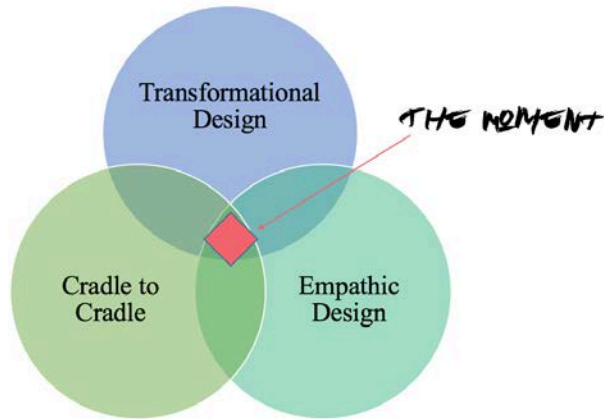 Transformational
Design
THE MOMENT
Cradle to
Cradle
Empathic
Design